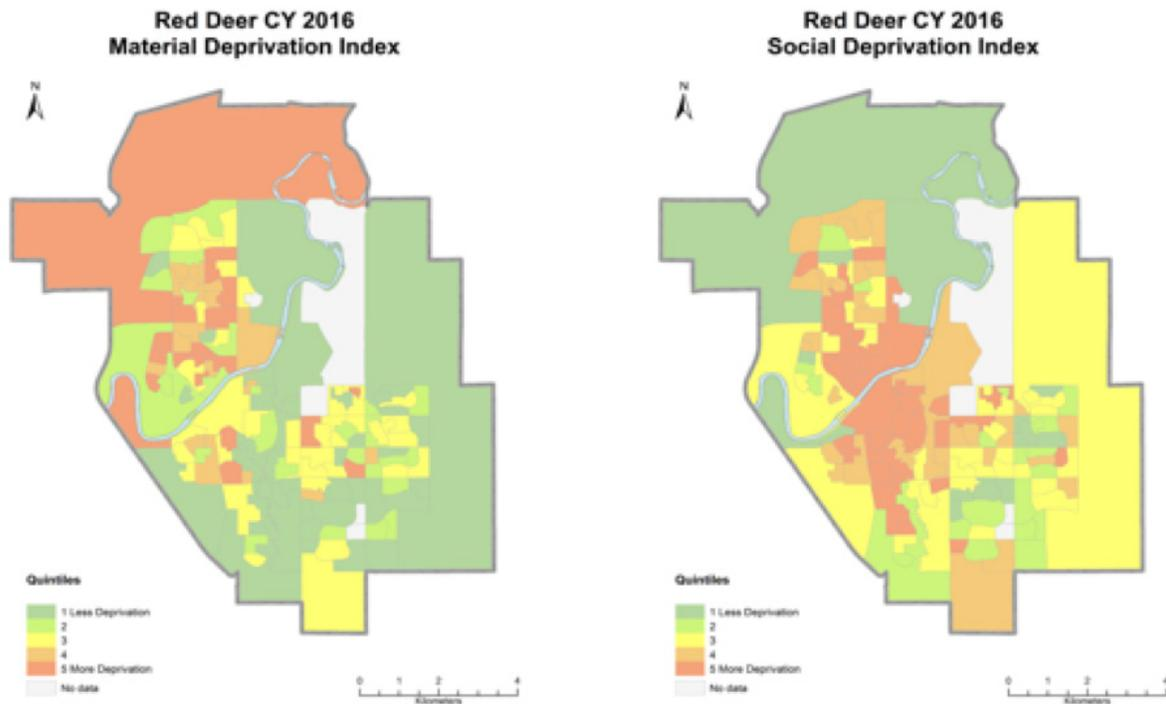 Red Deer CY 2016
Material Deprivation Index
N
Quintiles
1 Less Deprivation
2
3
4
5 More Deprivation
No data
0 1 2 4
Kilometers
Red Deer CY 2016
Social Deprivation Index
N
Quintiles
1 Less Deprivation
2
3
4
5 More Deprivation
No data
0 1 2 4
Kilometers